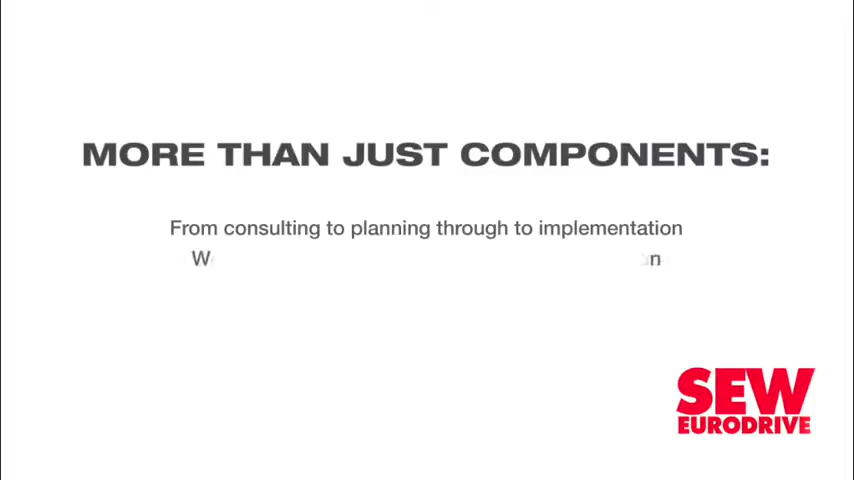 MORE THAN JUST COMPONENTS:
From consulting to planning through to implementation
SEW
EURODRIVE